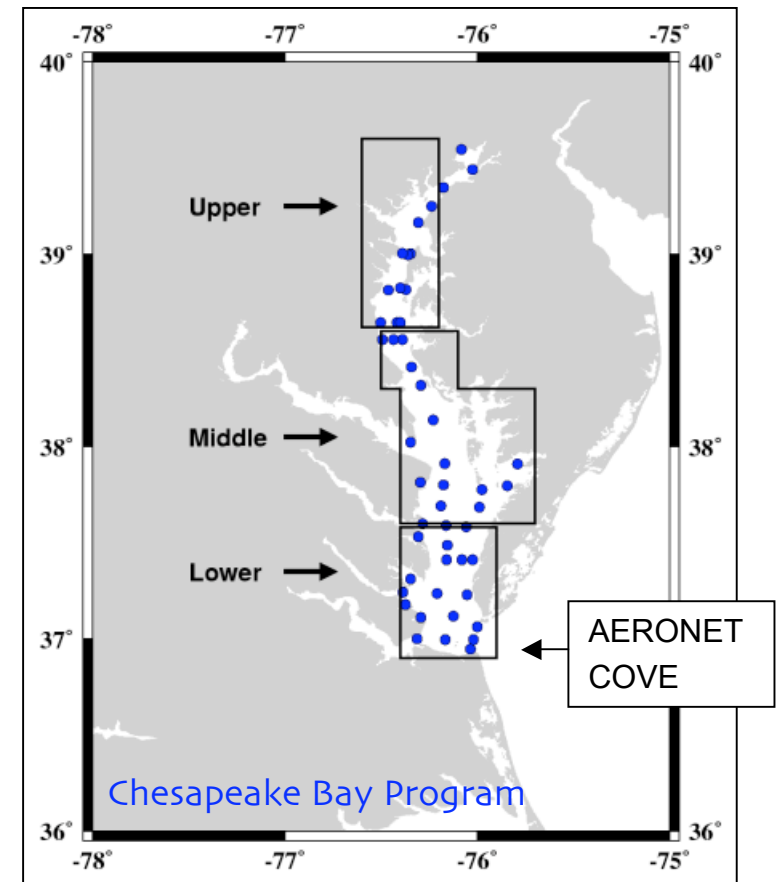 -78° -77° -76° -75°
40° 40°
Upper
39° 39°
Middle
38° 38°
Lower
AERONET
COVE
37° 37°
Chesapeake Bay Program
36° 36°
-78° -77° -76° -75°